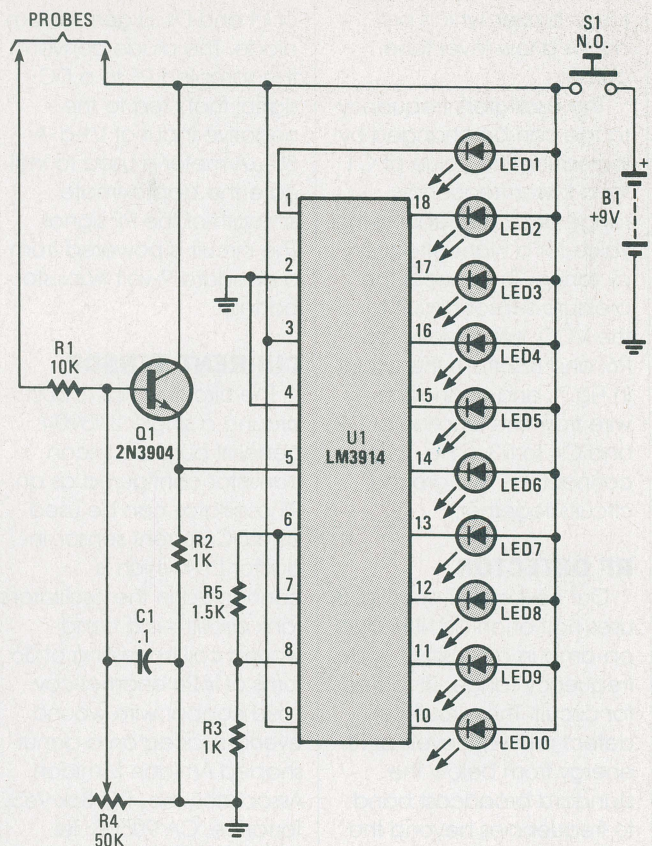 PROBES
S1
N.O.
LED1
1
18
LED2
+
B1
+9V
2
17
LED3
3
16
LED4
R1
10K
4
15
LED5
Q1
2N3904
U1
LM3914
5
14
LED6
6
13
LED7
R2
1K
R5
1.5K
7
12
LED8
C1
.1
8
11
LED9
9
10
LED10
R3
1K
R4
50K